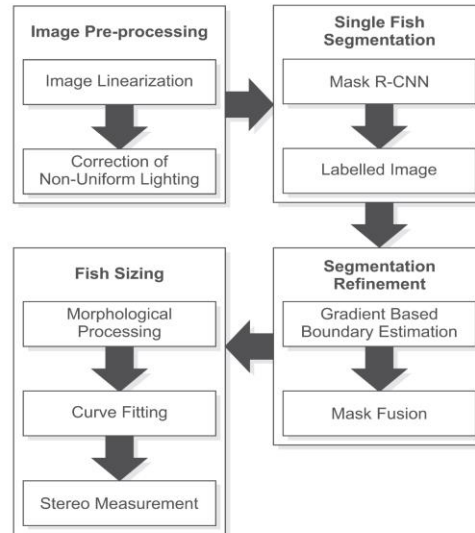 Image Pre-processing
Image Linearization
Correction of
Non-Uniform Lighting
Single Fish
Segmentation
Mask R-CNN
Labelled Image
Segmentation
Refinement
Gradient Based
Boundary Estimation
Mask Fusion
Fish Sizing
Morphological
Processing
Curve Fitting
Stereo Measurement